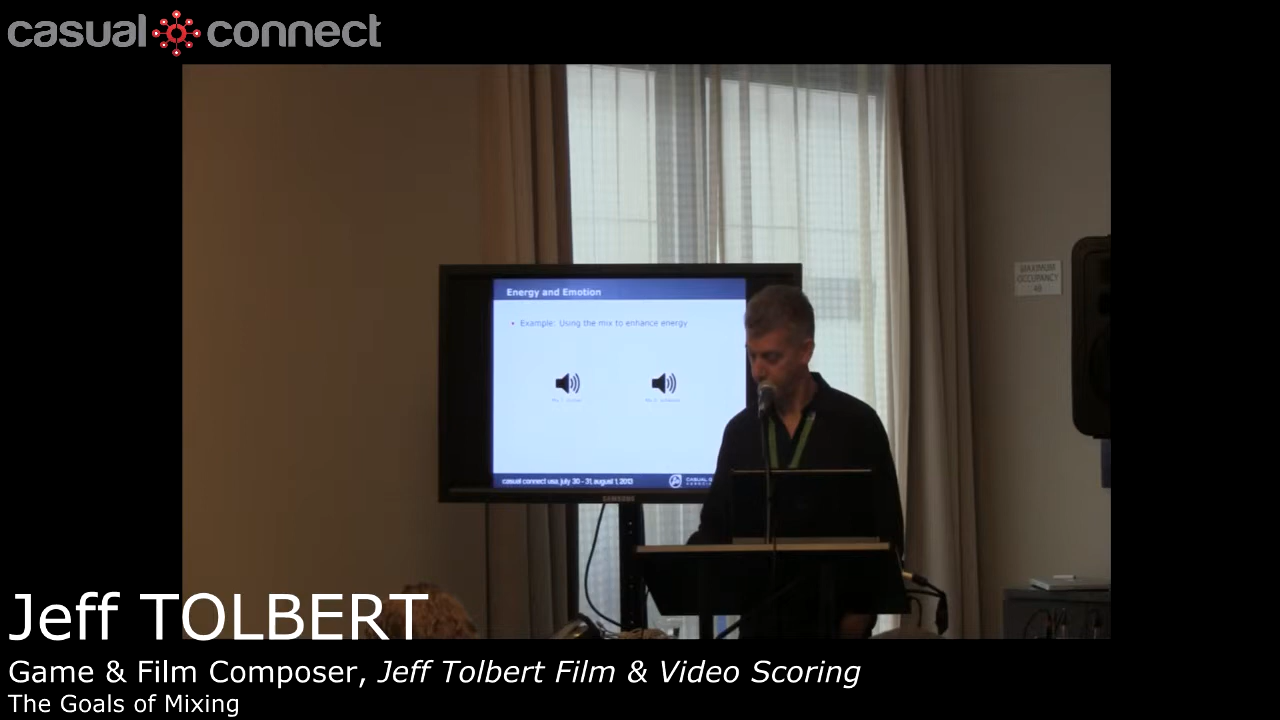 casual connect
MAXIMUM
OCCUPANCY
Energy and Emotion
• Example: Using the mix to enhance energy
casual connect usa, july 30 - 31, august 1, 2013
CASUAL G
SAMSUNG
Jeff TOLBERT
Game & Film Composer, Jeff Tolbert Film & Video Scoring
The Goals of Mixing